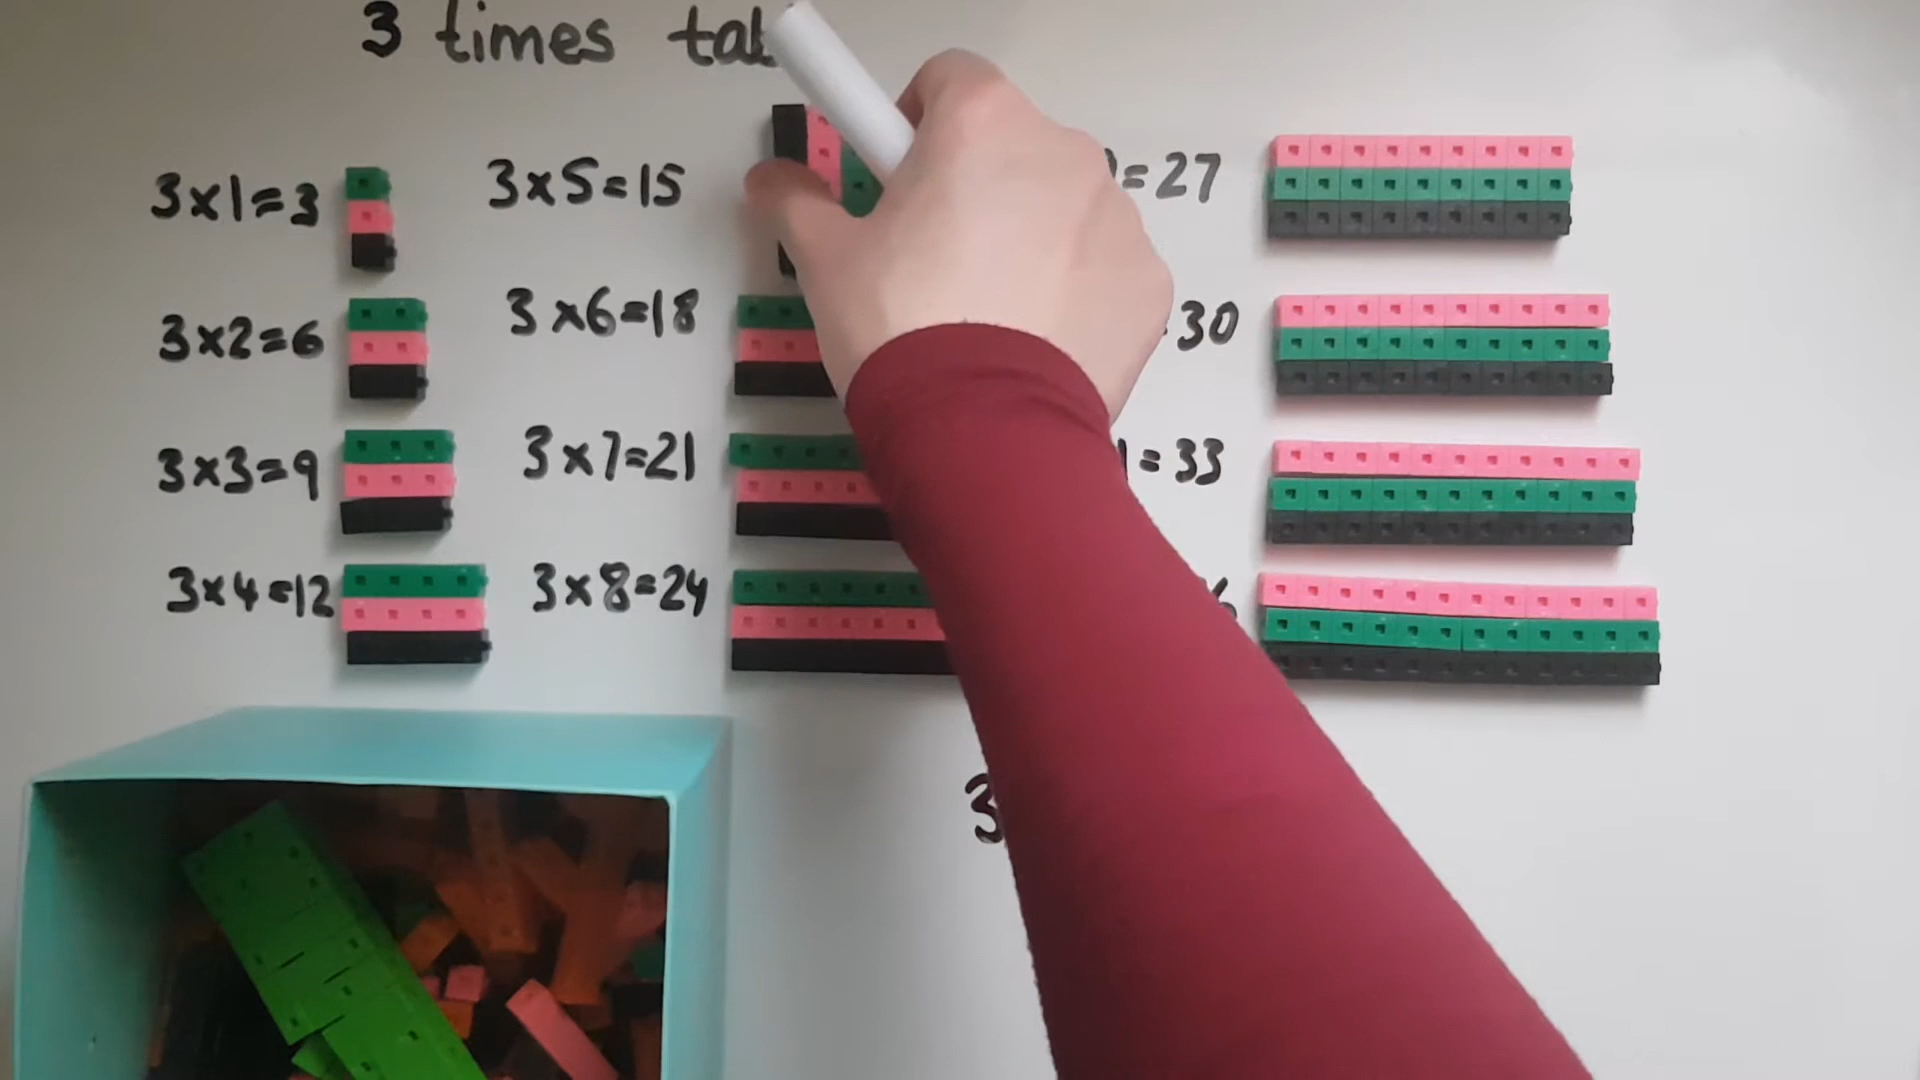 3 times
3x1=3
3x2=6
3x3=9
3x4=12
3x5=15
3x6=18
3x7=21
3x8=24
=27
30
=33
3